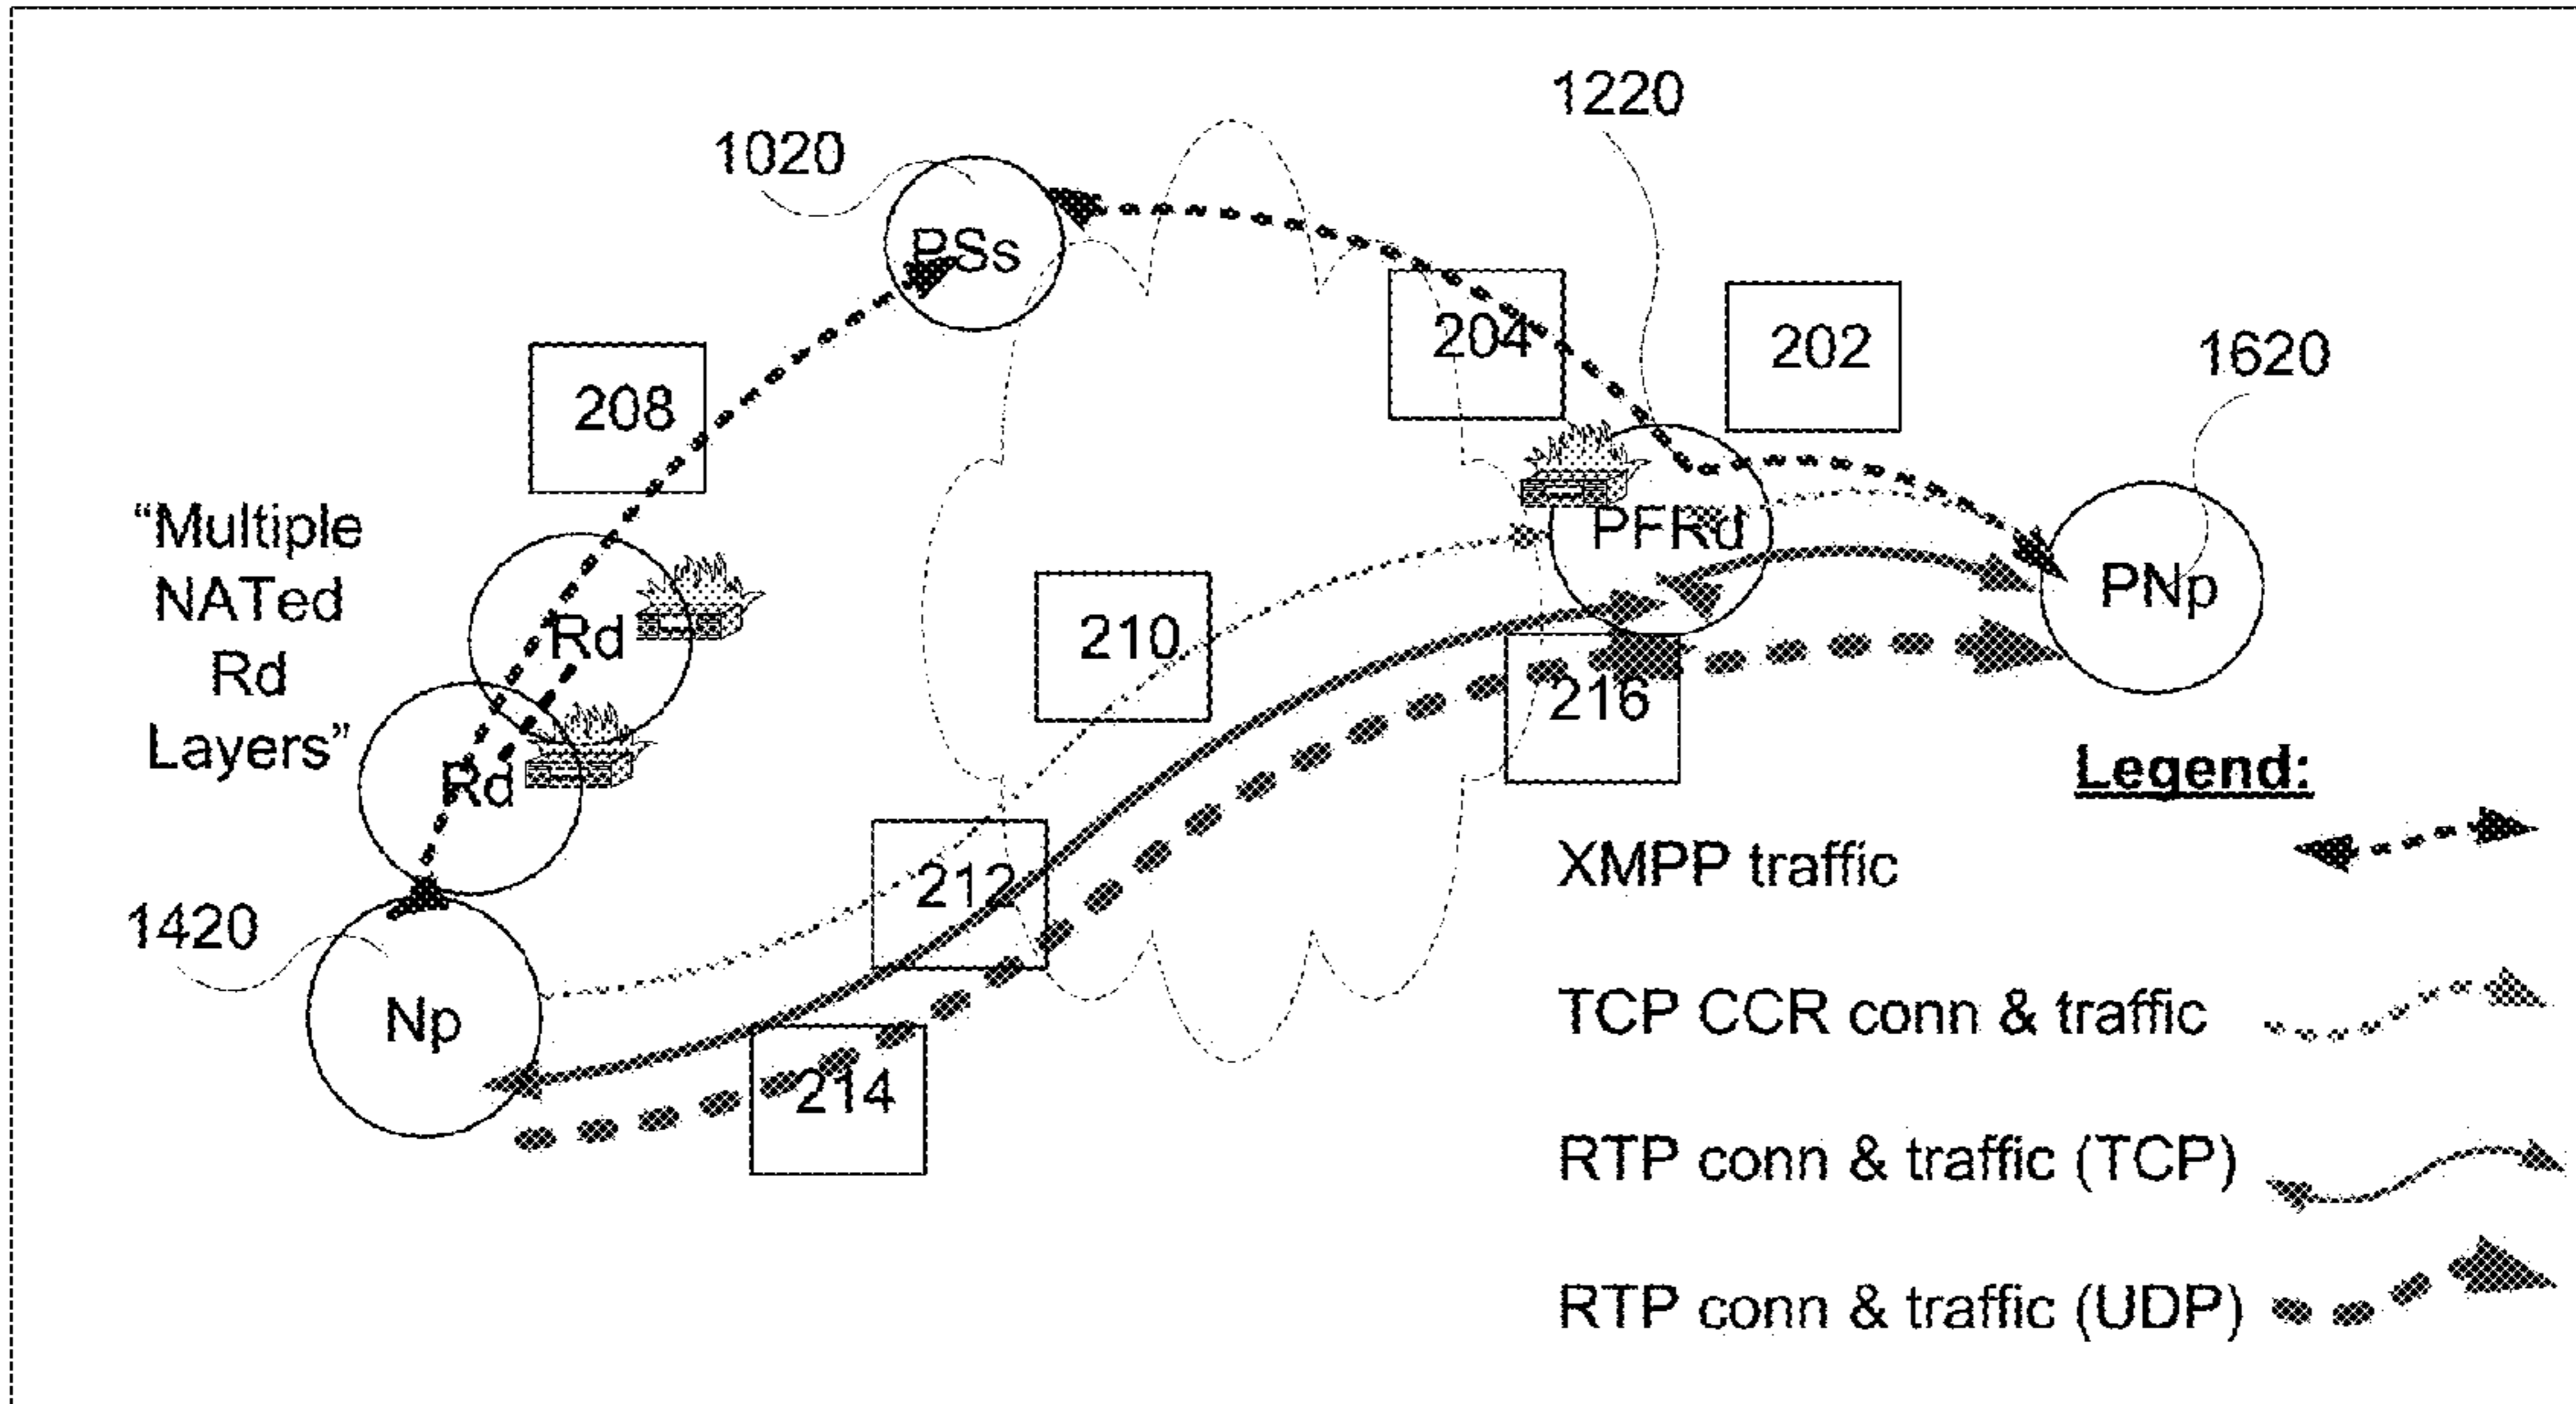 1220
1020
PSs
204
202
1620
208
"Multiple
NATed
Rd
Layers"
PFRd
PNp
Rd
210
216
Rd
Legend:
212
XMPP traffic
1420
Np
TCP CCR conn & traffic
214
RTP conn & traffic (TCP)
RTP conn & traffic (UDP)